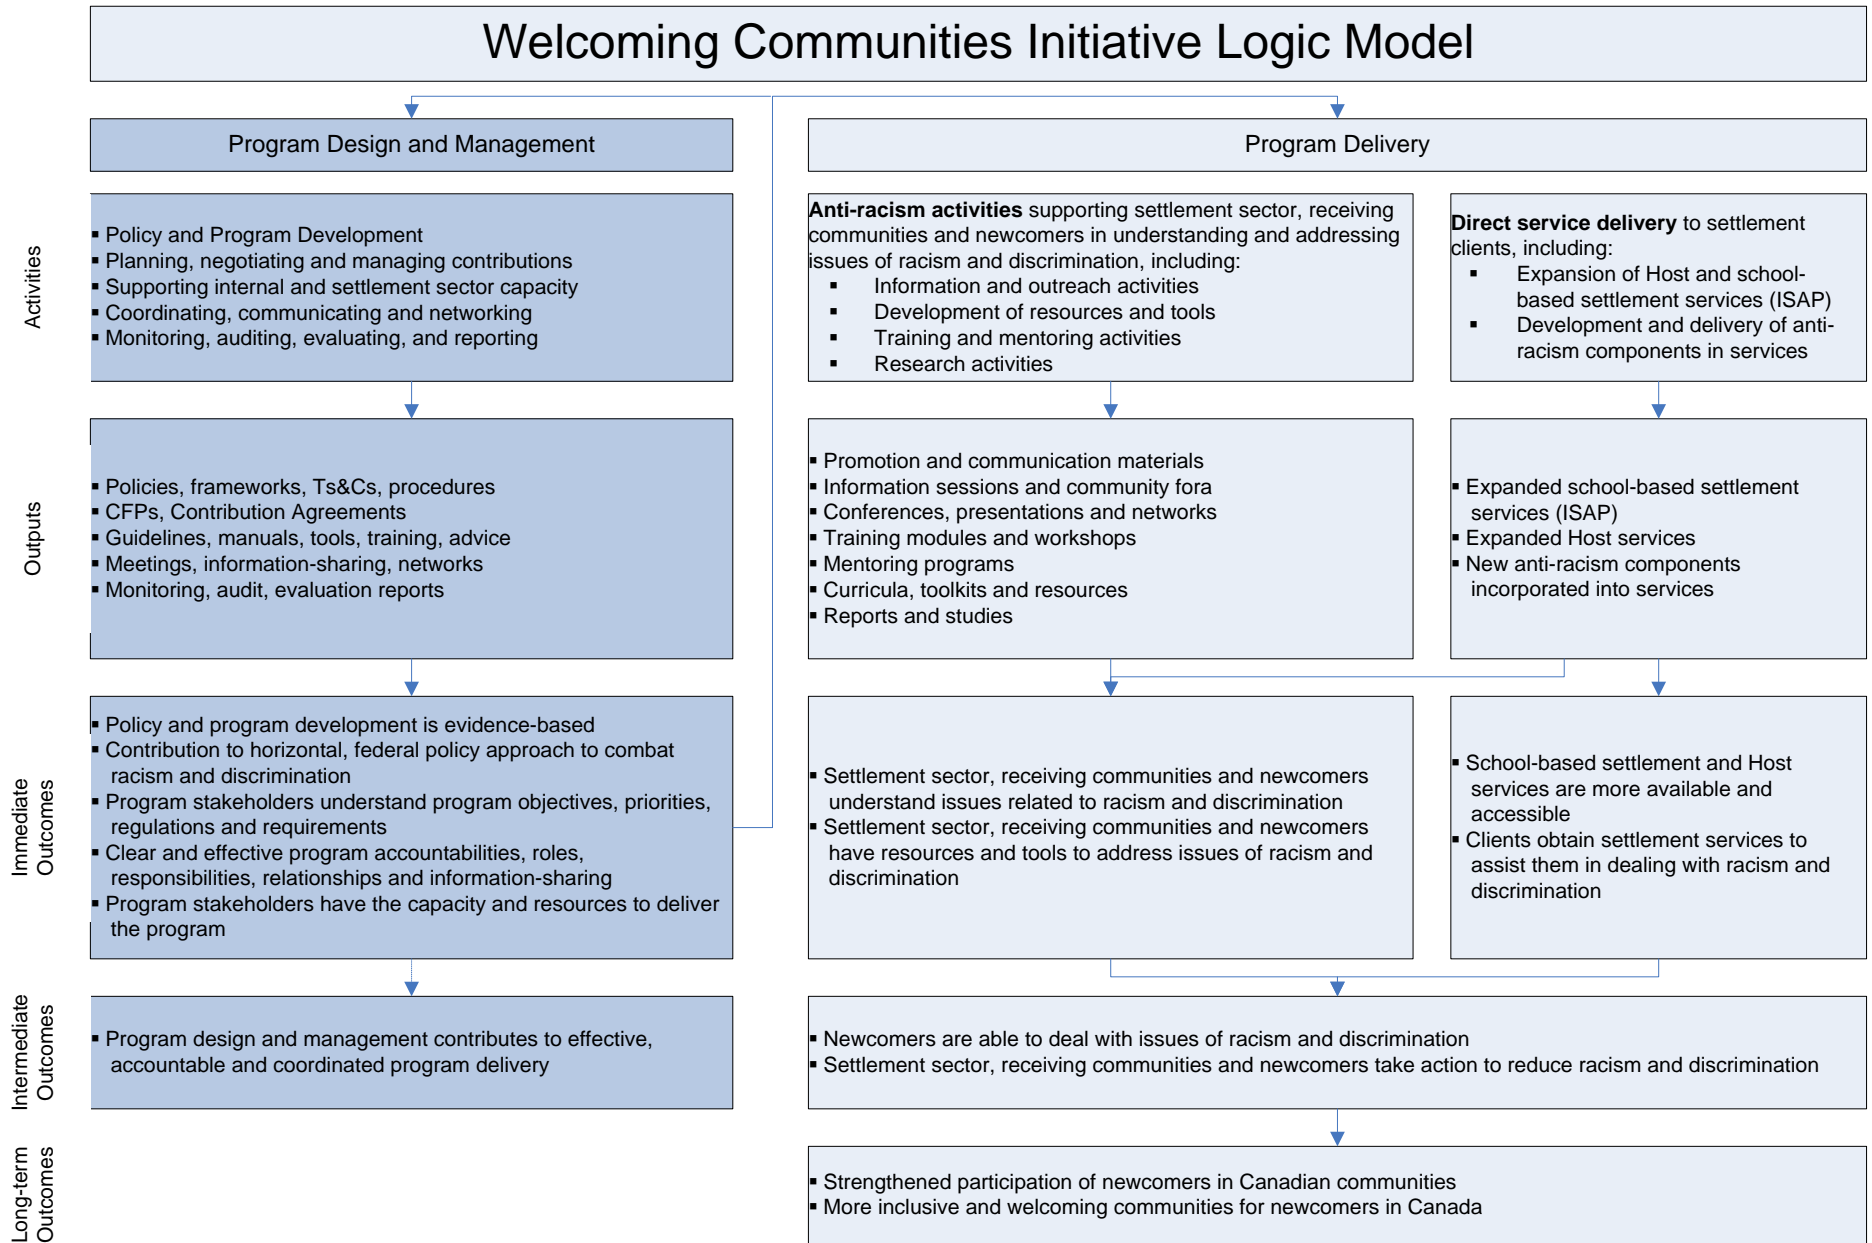 Welcoming Communities Initiative Logic Model
Program Design and Management
Program Delivery
Activities
▪ Policy and Program Development
▪ Planning, negotiating and managing contributions
▪ Supporting internal and settlement sector capacity
▪ Coordinating, communicating and networking
▪ Monitoring, auditing, evaluating, and reporting
Anti-racism activities supporting settlement sector, receiving
communities and newcomers in understanding and addressing
issues of racism and discrimination, including:
▪ Information and outreach activities
▪ Development of resources and tools
▪ Training and mentoring activities
▪ Research activities
Direct service delivery to settlement
clients, including:
▪ Expansion of Host and school-
based settlement services (ISAP)
▪ Development and delivery of anti-
racism components in services
Outputs
▪ Policies, frameworks, Ts&Cs, procedures
▪ CFPs, Contribution Agreements
▪ Guidelines, manuals, tools, training, advice
▪ Meetings, information-sharing, networks
▪ Monitoring, audit, evaluation reports
▪ Promotion and communication materials
▪ Information sessions and community fora
▪ Conferences, presentations and networks
▪ Training modules and workshops
▪ Mentoring programs
▪ Curricula, toolkits and resources
▪ Reports and studies
▪ Expanded school-based settlement
services (ISAP)
▪ Expanded Host services
▪ New anti-racism components
incorporated into services
Immediate
Outcomes
▪ Policy and program development is evidence-based
▪ Contribution to horizontal, federal policy approach to combat
racism and discrimination
▪ Program stakeholders understand program objectives, priorities,
regulations and requirements
▪ Clear and effective program accountabilities, roles,
responsibilities, relationships and information-sharing
▪ Program stakeholders have the capacity and resources to deliver
the program
▪ Settlement sector, receiving communities and newcomers
understand issues related to racism and discrimination
▪ Settlement sector, receiving communities and newcomers
have resources and tools to address issues of racism and
discrimination
▪ School-based settlement and Host
services are more available and
accessible
▪ Clients obtain settlement services to
assist them in dealing with racism and
discrimination
Intermediate
Outcomes
▪ Program design and management contributes to effective,
accountable and coordinated program delivery
▪ Newcomers are able to deal with issues of racism and discrimination
▪ Settlement sector, receiving communities and newcomers take action to reduce racism and discrimination
Long-term
Outcomes
▪ Strengthened participation of newcomers in Canadian communities
▪ More inclusive and welcoming communities for newcomers in Canada